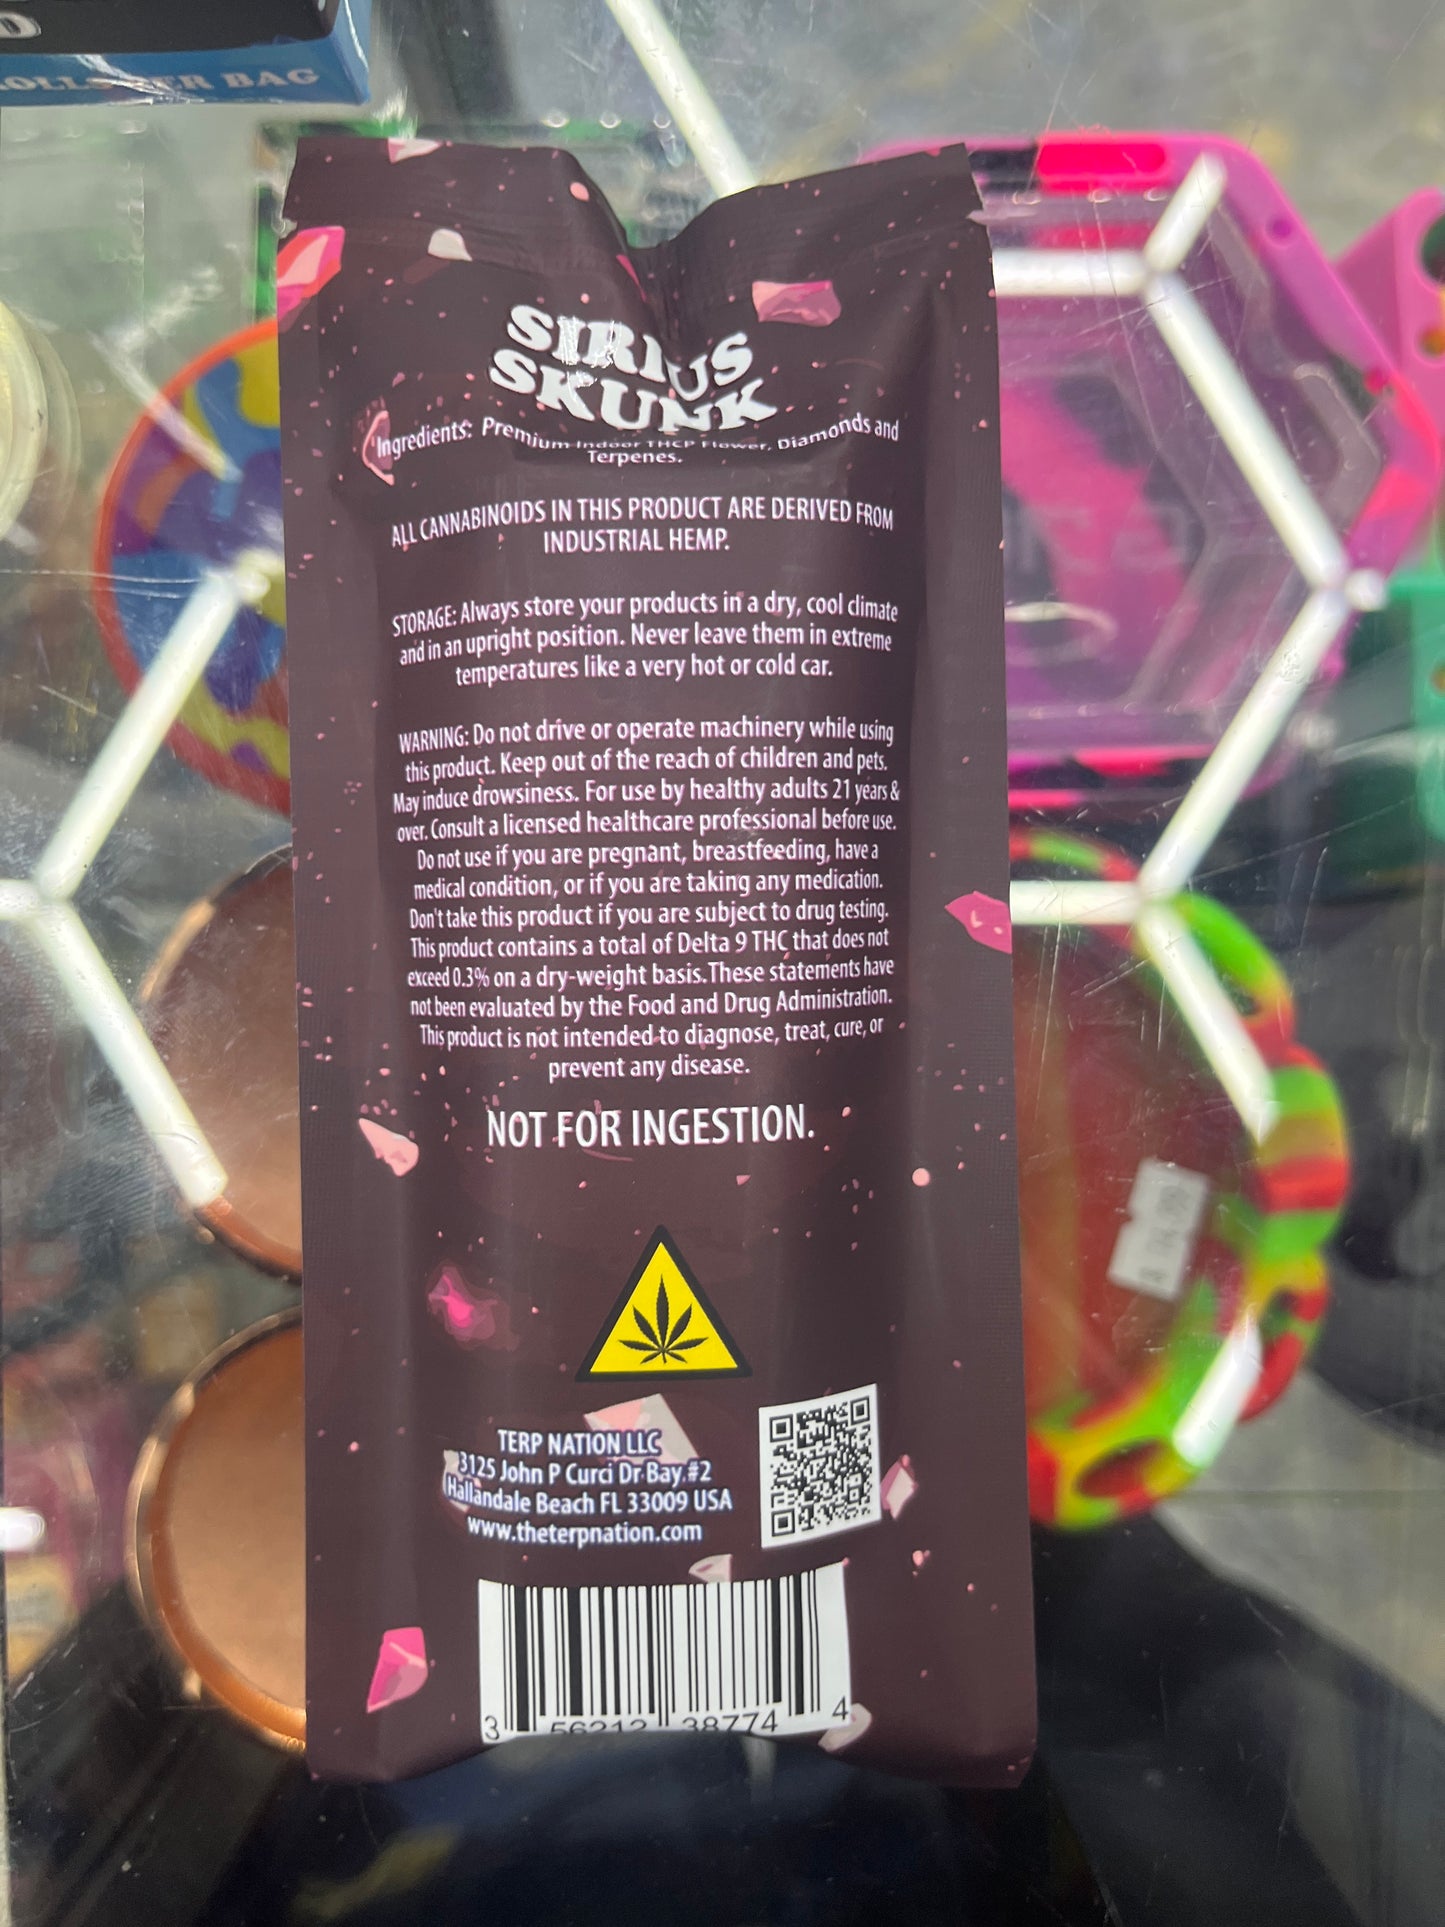 ROLLS PER BAG
SIRIUS
SKUNK
Ingredients: Premium Indoor THCP Flower, Diamonds and
Terpenes.
ALL CANNABINOIDS IN THIS PRODUCT ARE DERIVED FROM
INDUSTRIAL HEMP.
STORAGE: Always store your products in a dry, cool climate
and in an upright position. Never leave them in extreme
temperatures like a very hot or cold car.
WARNING: Do not drive or operate machinery while using
this product. Keep out of the reach of children and pets.
May induce drowsiness. For use by healthy adults 21 years &
over. Consult a licensed healthcare professional before use.
Do not use if you are pregnant, breastfeeding, have a
medical condition, or if you are taking any medication.
Don't take this product if you are subject to drug testing.
This product contains a total of Delta 9 THC that does not
exceed 0.3% on a dry-weight basis.These statements have
not been evaluated by the Food and Drug Administration.
This product is not intended to diagnose, treat, cure, or
prevent any disease.
NOT FOR INGESTION.
TERP NATION LLC
3125 John P Curci Dr Bay #2
Hallandale Beach FL 33009 USA
www.theterpnation.com
3 56212 38774 4